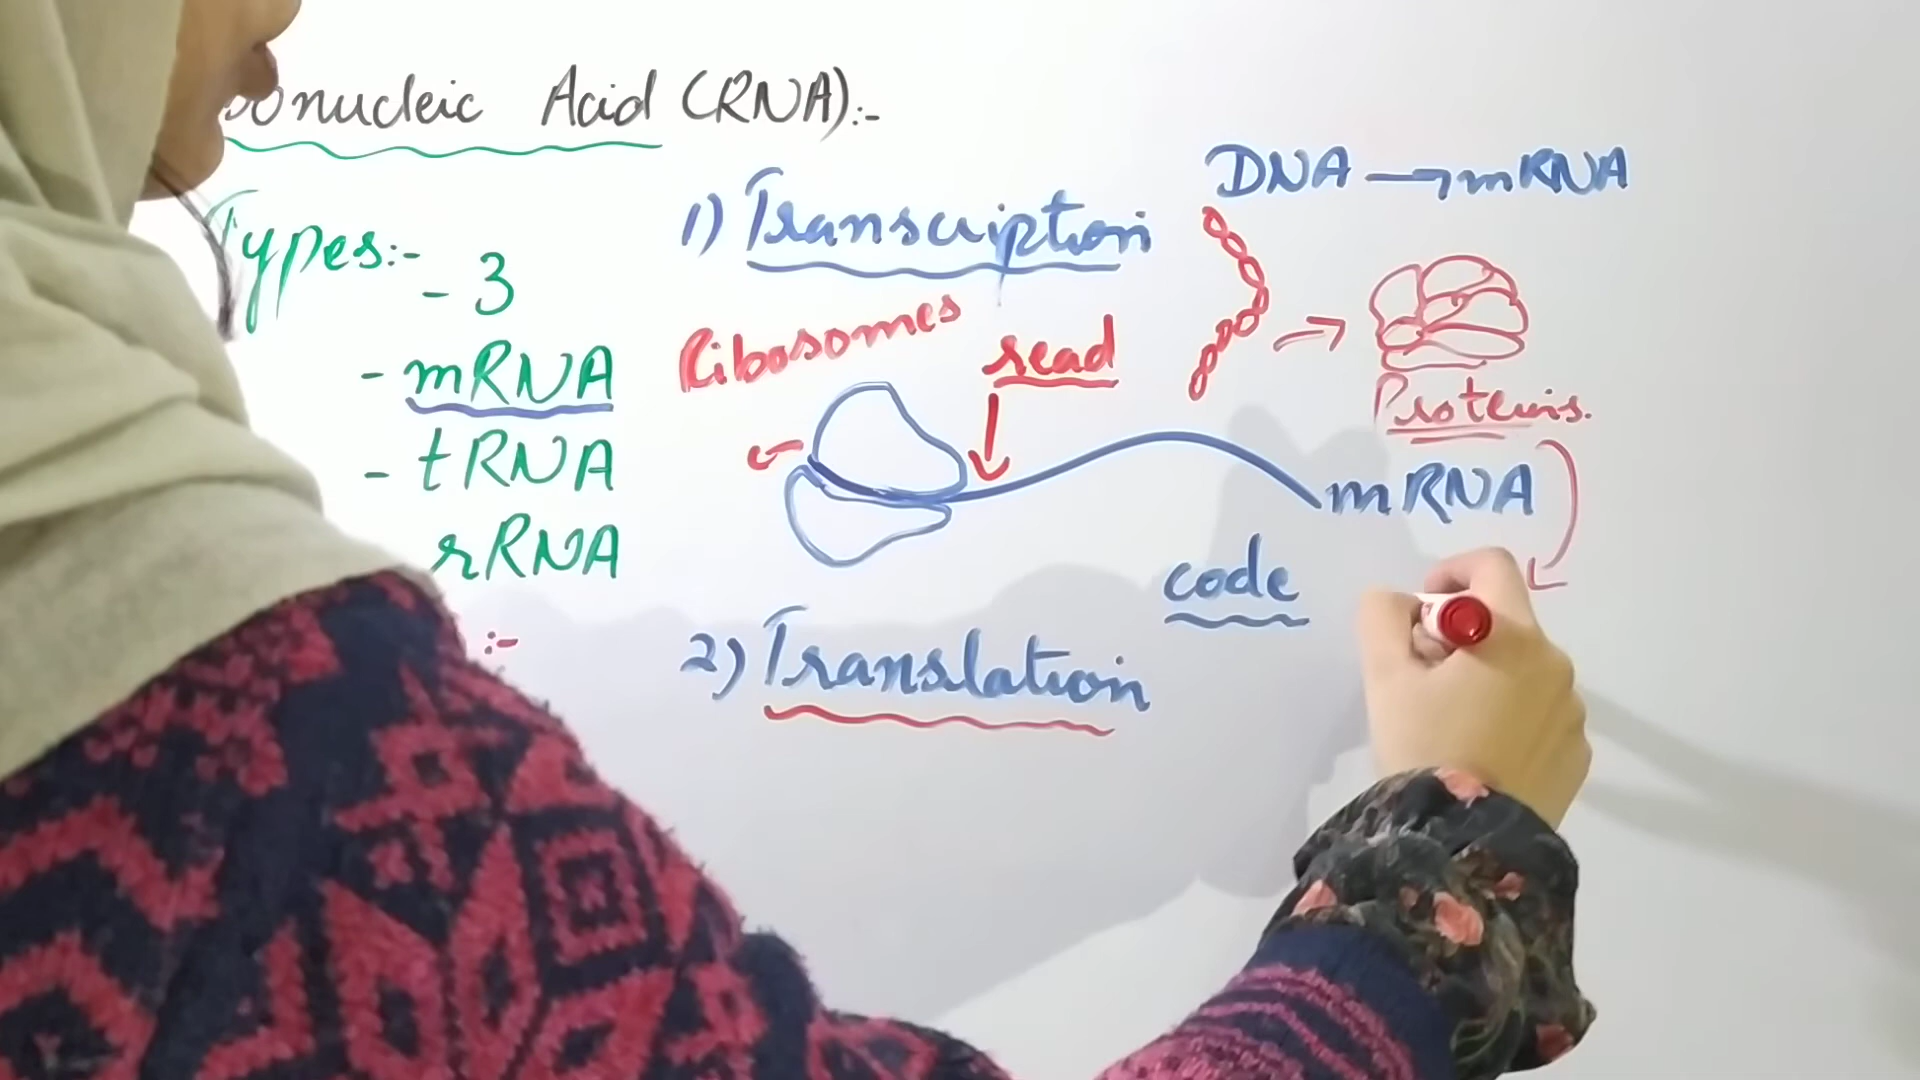 onucleic Acid (RNA):-
Types:-
- 3
- mRNA
- tRNA
rRNA
:-
1) Transcription
DNA → mRNA
Ribosomes
read
Proteins.
mRNA
code
2) Translation